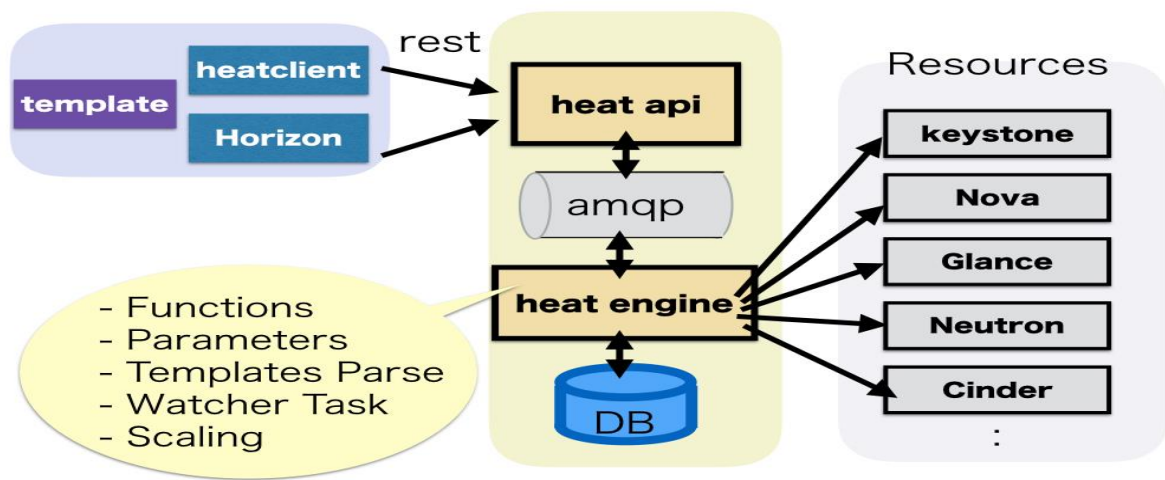 template
heatclient
Horizon
rest
heat api
amqp
heat engine
DB
- Functions
- Parameters
- Templates Parse
- Watcher Task
- Scaling
Resources
keystone
Nova
Glance
Neutron
Cinder
: